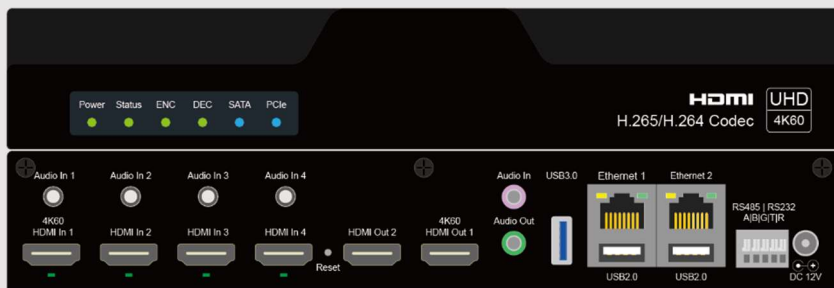 Power Status ENC DEC SATA PCIe
HDMI UHD
H.265/H.264 Codec 4K60
Audio In 1 Audio In 2 Audio In 3 Audio In 4 Audio In USB3.0 Ethernet 1 Ethernet 2
RS485 | RS232
A|B|G|T|R
4K60 4K60 Audio Out
HDMI In 1 HDMI In 2 HDMI In 3 HDMI In 4 HDMI Out 2 HDMI Out 1
Reset USB2.0 USB2.0 DC 12V